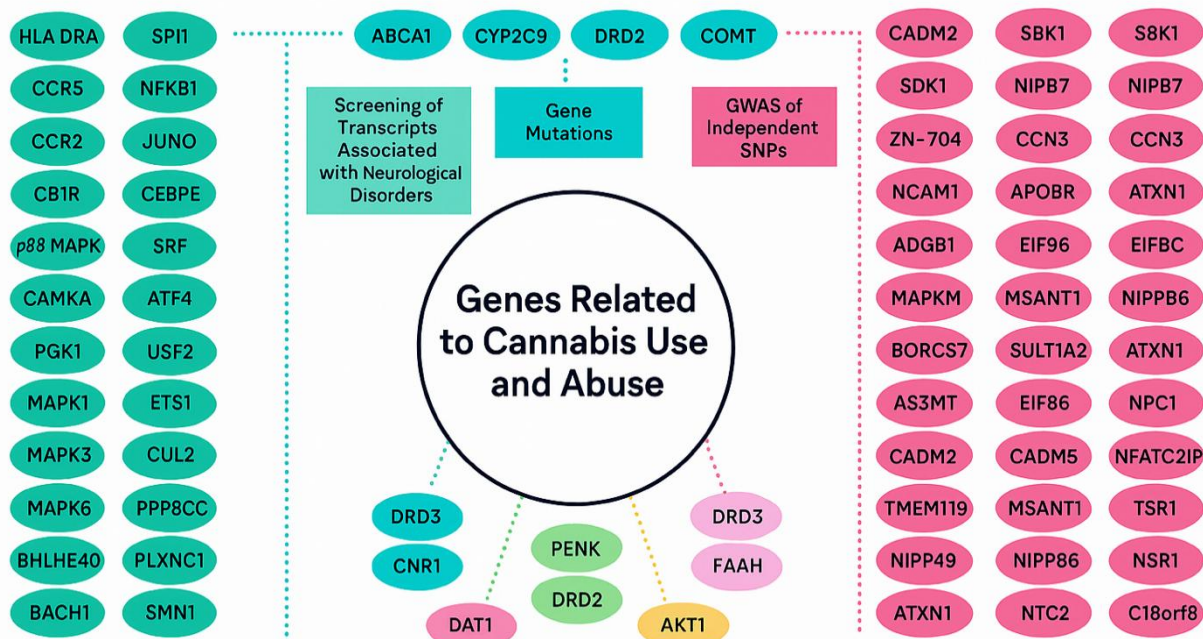 HLA DRA
SPI1
CCR5
NFKB1
CCR2
JUNO
CB1R
CEBPE
p88 MAPK
SRF
CAMKA
ATF4
PGK1
USF2
MAPK1
ETS1
MAPK3
CUL2
MAPK6
PPP8CC
BHLHE40
PLXNC1
BACH1
SMN1
ABCA1
CYP2C9
DRD2
COMT
Screening of
Transcripts
Associated
with Neurological
Disorders
Gene
Mutations
GWAS of
Independent
SNPs
Genes Related
to Cannabis Use
and Abuse
DRD3
CNR1
DAT1
PENK
DRD2
AKT1
DRD3
FAAH
CADM2
SBK1
S8K1
SDK1
NIPB7
NIPB7
ZN-704
CCN3
CCN3
NCAM1
APOBR
ATXN1
ADGB1
EIF96
EIFBC
MAPKM
MSANT1
NIPPB6
BORCS7
SULT1A2
ATXN1
AS3MT
EIF86
NPC1
CADM2
CADM5
NFATC2IP
TMEM119
MSANT1
TSR1
NIPP49
NIPP86
NSR1
ATXN1
NTC2
C18orf8